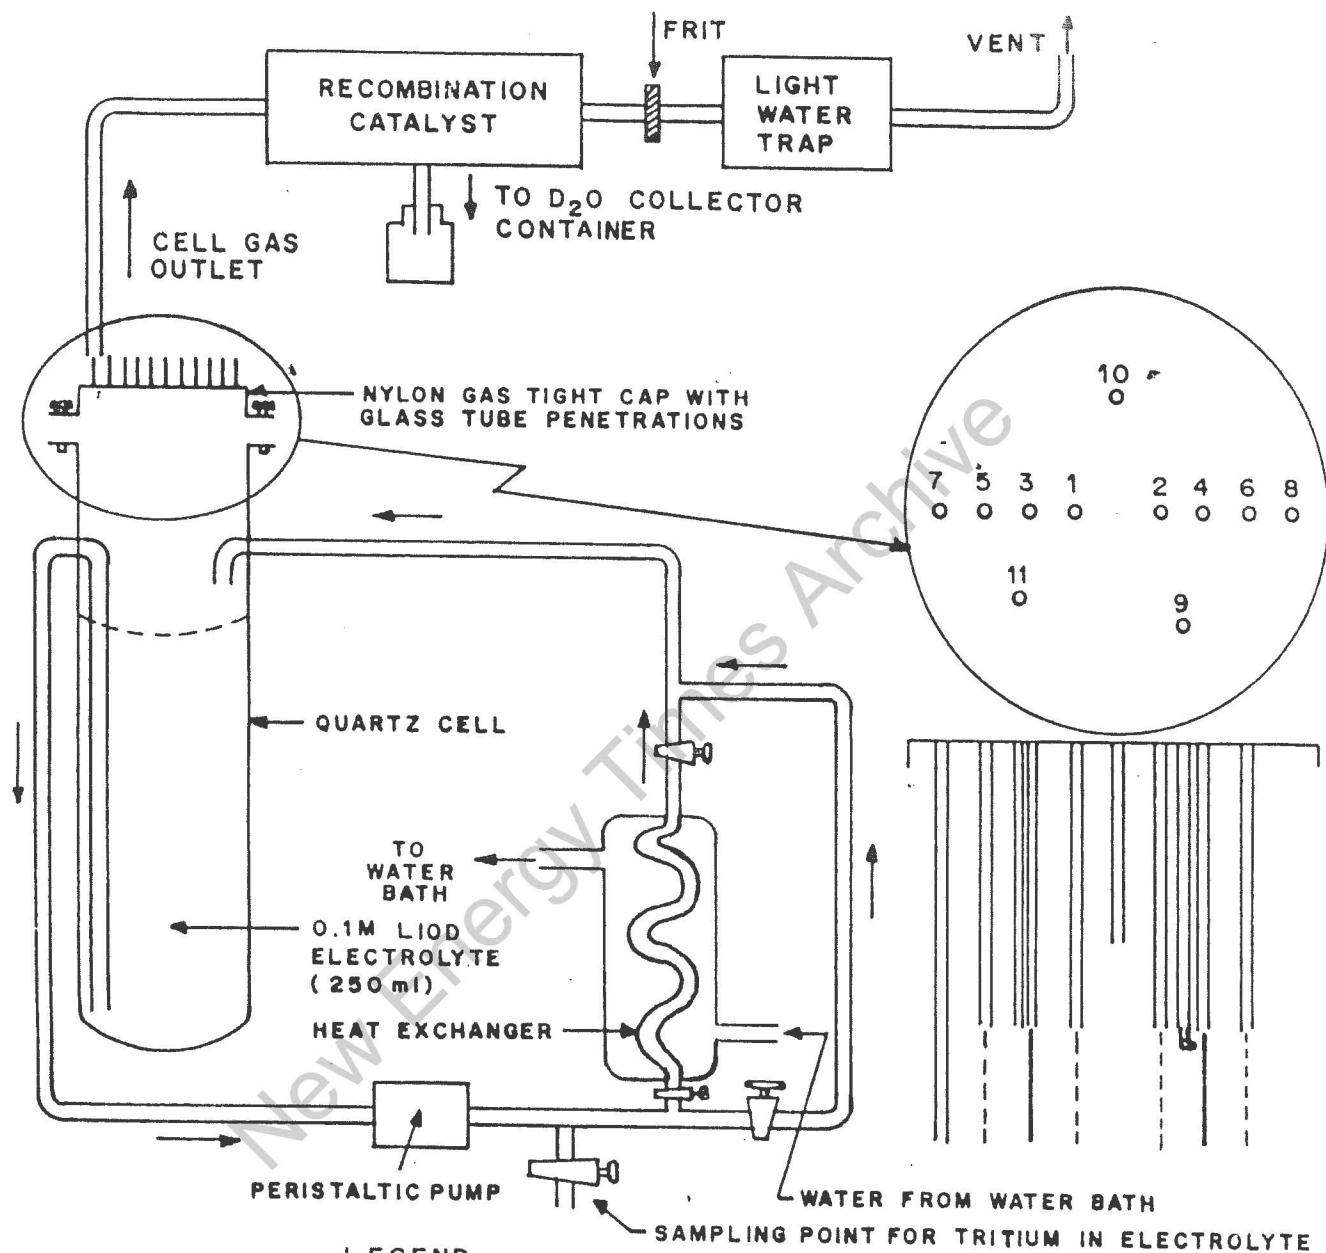 FRIT
VENT
RECOMBINATION
CATALYST
LIGHT
WATER
TRAP
TO D₂O COLLECTOR
CONTAINER
CELL GAS
OUTLET
NYLON GAS TIGHT CAP WITH
GLASS TUBE PENETRATIONS
10
7 5 3 1 2 4 6 8
11
9
QUARTZ CELL
TO
WATER
BATH
0.1M LIOD
ELECTROLYTE
(250 ml)
HEAT EXCHANGER
PERISTALTIC PUMP
WATER FROM WATER BATH
SAMPLING POINT FOR TRITIUM IN ELECTROLYTE
LEGEND
New Energy Times Archive